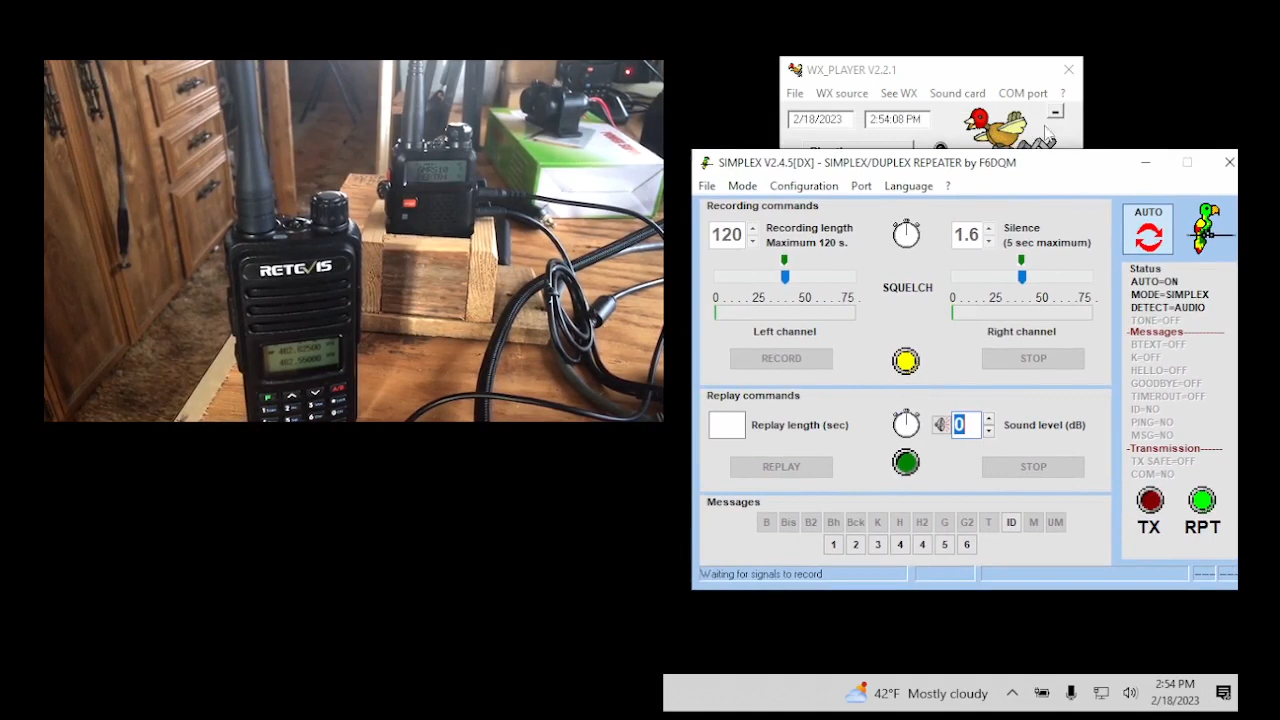 RETEVIS
462.62500
462.55000
WX_PLAYER V2.2.1
File WX source See WX Sound card COM port ?
2/18/2023 2:54:08 PM
SIMPLEX V2.4.5[DX] - SIMPLEX/DUPLEX REPEATER by F6DQM
File Mode Configuration Port Language ?
Recording commands
120 Recording length
Maximum 120 s.
1.6 Silence
(5 sec maximum)
SQUELCH
0 . . . . 25 . . . . 50 . . . . 75 .
0 . . . . 25 . . . . 50 . . . . 75 .
Left channel
Right channel
RECORD
STOP
Replay commands
Replay length (sec)
0 Sound level (dB)
REPLAY
STOP
Messages
B Bis B2 Bh Bck K H H2 G G2 T ID M UM
1 2 3 4 4 5 6
Waiting for signals to record
AUTO
Status
AUTO=ON
MODE=SIMPLEX
DETECT=AUDIO
TONE=OFF
-Messages-
BTEXT=OFF
K=OFF
HELLO=OFF
GOODBYE=OFF
TIMEROUT=OFF
ID=NO
PING=NO
MSG=NO
-Transmission-
TX SAFE=OFF
COM=NO
TX RPT
42°F Mostly cloudy
2:54 PM
2/18/2023